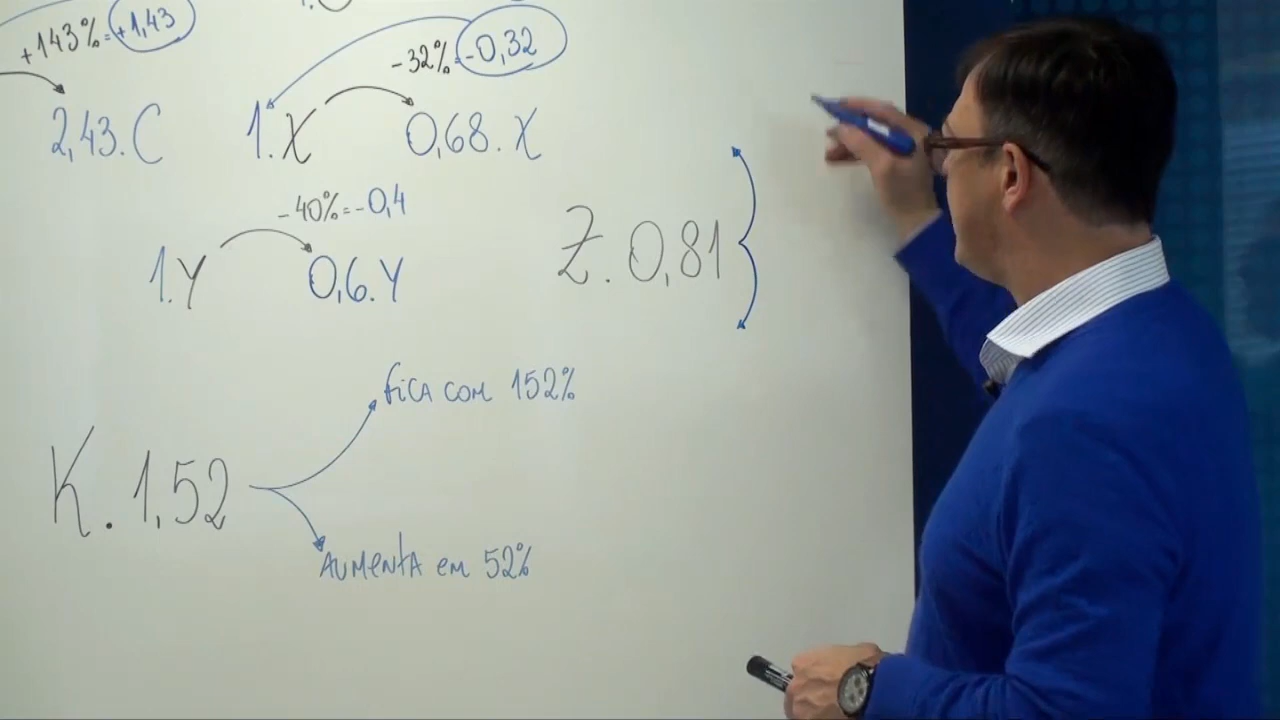 +143%=+1,43
-32%=-0,32
2,43.C
1.X
0,68.X
-40%=-0,4
1.Y
0,6.Y
Z.0,81
fica com 152%
K.1,52
Aumenta em 52%